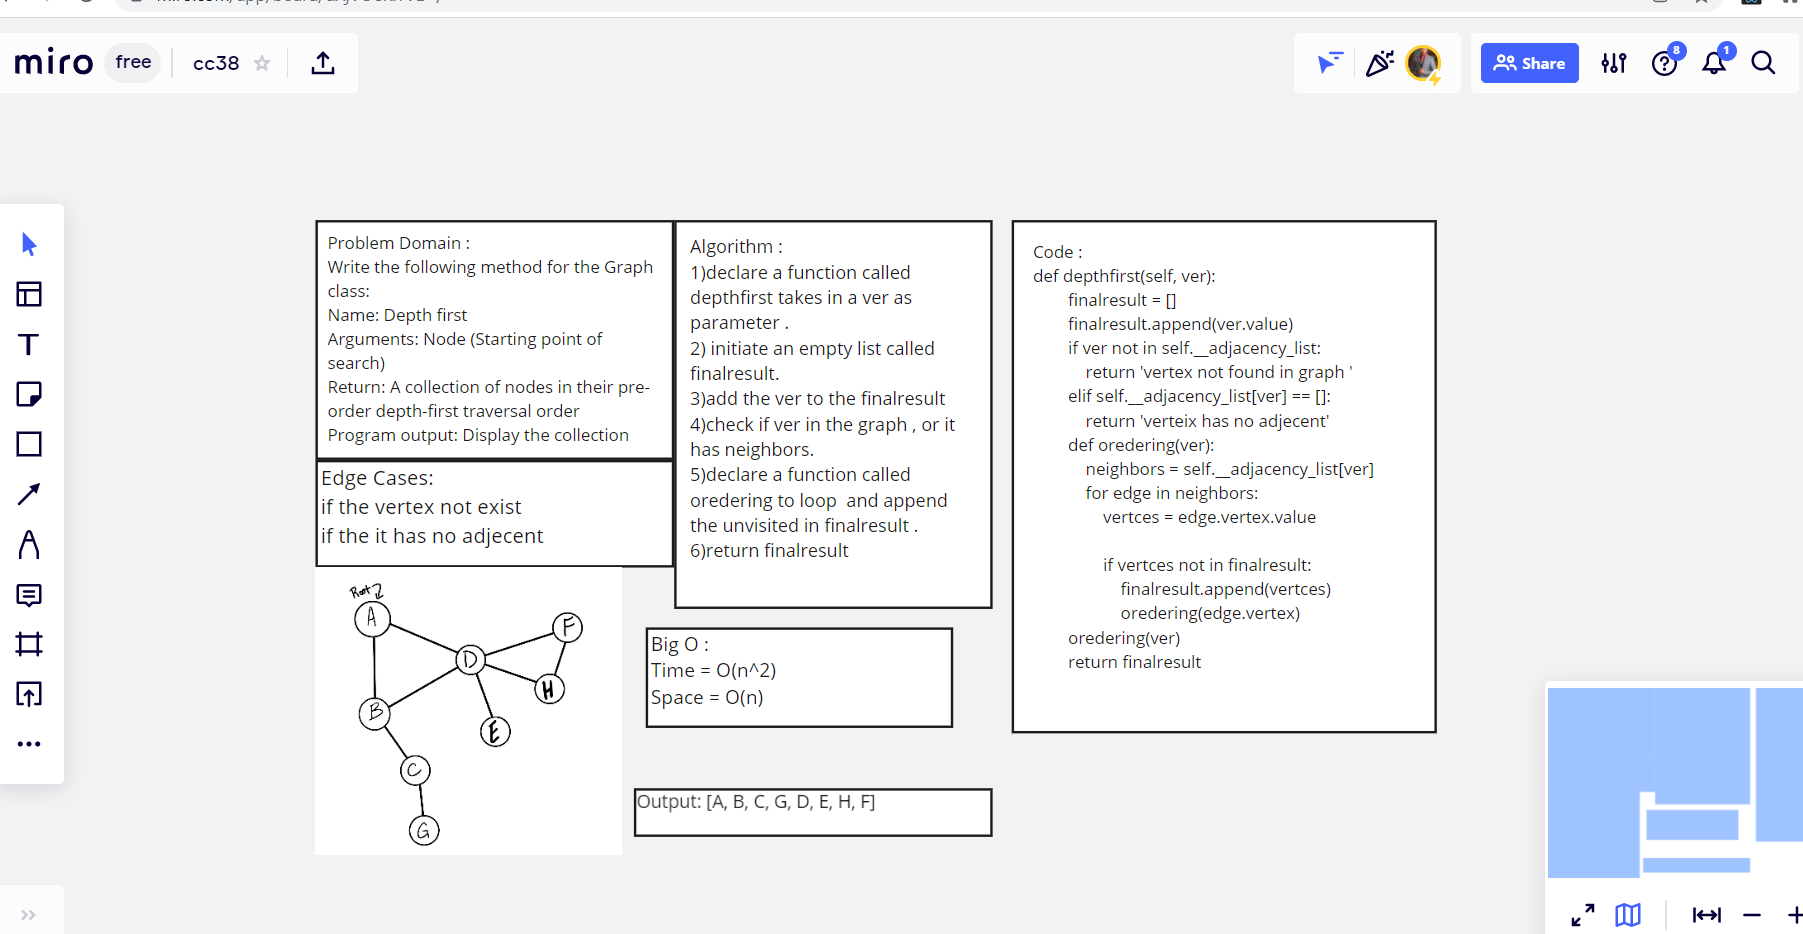 miro free cc38
Share 8 1
Problem Domain :
Write the following method for the Graph
class:
Name: Depth first
Arguments: Node (Starting point of
search)
Return: A collection of nodes in their pre-
order depth-first traversal order
Program output: Display the collection
Edge Cases:
if the vertex not exist
if the it has no adjecent
Algorithm :
1)declare a function called
depthfirst takes in a ver as
parameter .
2) initiate an empty list called
finalresult.
3)add the ver to the finalresult
4)check if ver in the graph , or it
has neighbors.
5)declare a function called
oredering to loop  and append
the unvisited in finalresult .
6)return finalresult
Code :
def depthfirst(self, ver):
finalresult = []
finalresult.append(ver.value)
if ver not in self.__adjacency_list:
return 'vertex not found in graph '
elif self.__adjacency_list[ver] == []:
return 'verteix has no adjecent'
def oredering(ver):
neighbors = self.__adjacency_list[ver]
for edge in neighbors:
vertces = edge.vertex.value
if vertces not in finalresult:
finalresult.append(vertces)
oredering(edge.vertex)
oredering(ver)
return finalresult
Root
A
F
D
H
B
E
C
G
Big O :
Time = O(n^2)
Space = O(n)
Output: [A, B, C, G, D, E, H, F]